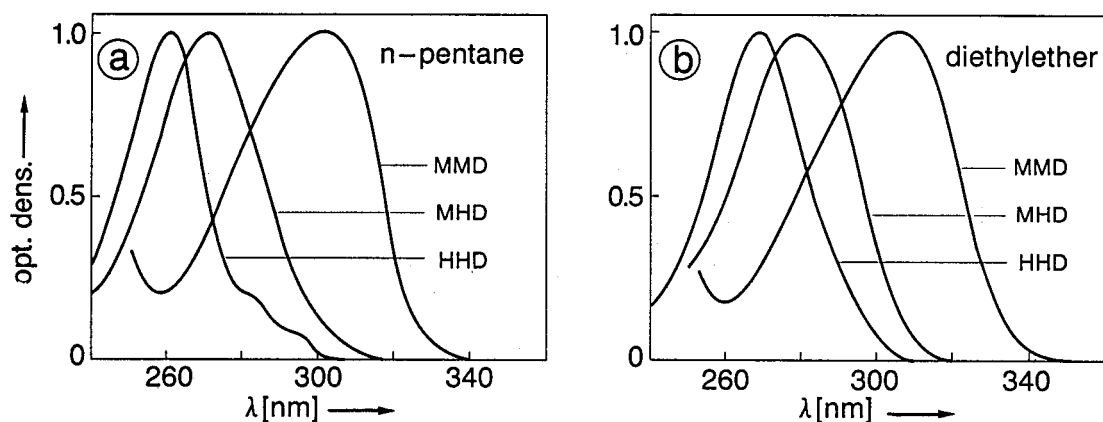 a
n-pentane
1.0
0.5
0
opt. dens.
MMD
MHD
HHD
260
300
340
λ[nm]
b
diethylether
1.0
0.5
0
MMD
MHD
HHD
260
300
340
λ[nm]